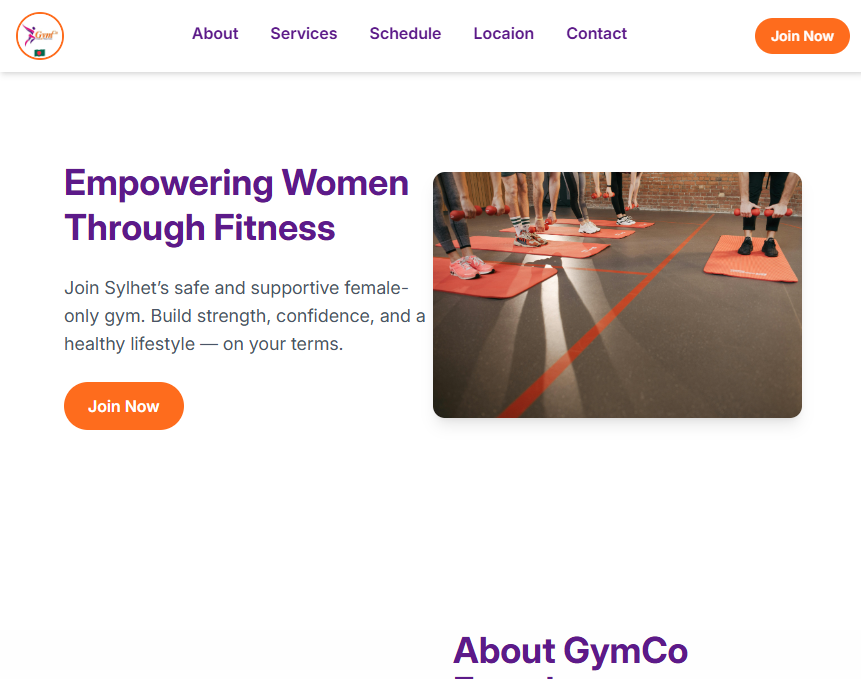 GymCo
About
Services
Schedule
Locaion
Contact
Join Now
Empowering Women
Through Fitness
Join Sylhet’s safe and supportive female-
only gym. Build strength, confidence, and a
healthy lifestyle — on your terms.
Join Now
About GymCo